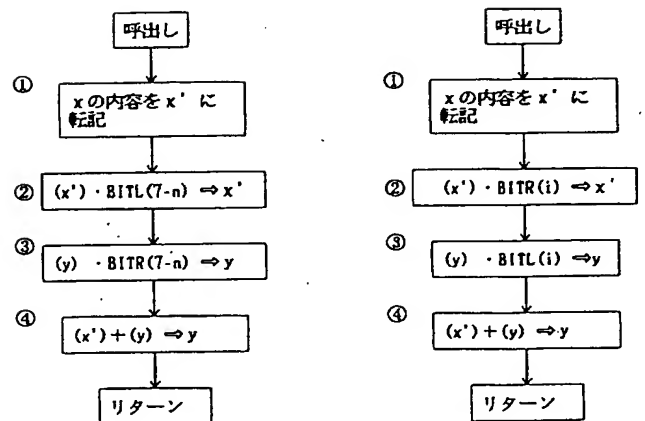 呼出し
①
xの内容をx'に
転記
② (x')・BITL(7-n) ⇒x'
③
(y) ・BITR(7-n) ⇒y
④
(x')+(y) ⇒y
リターン
呼出し
①
xの内容をx'に
転記
② (x')・BITR(i) ⇒x'
③
(y) ・BITL(i) ⇒y
④
(x')+(y) ⇒y
リターン